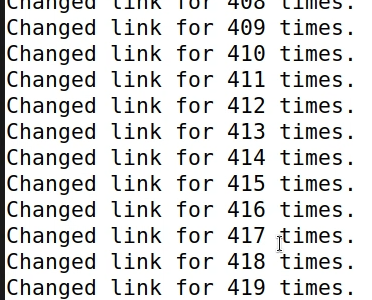 Changed link for 408 times.
Changed link for 409 times.
Changed link for 410 times.
Changed link for 411 times.
Changed link for 412 times.
Changed link for 413 times.
Changed link for 414 times.
Changed link for 415 times.
Changed link for 416 times.
Changed link for 417 times.
Changed link for 418 times.
Changed link for 419 times.